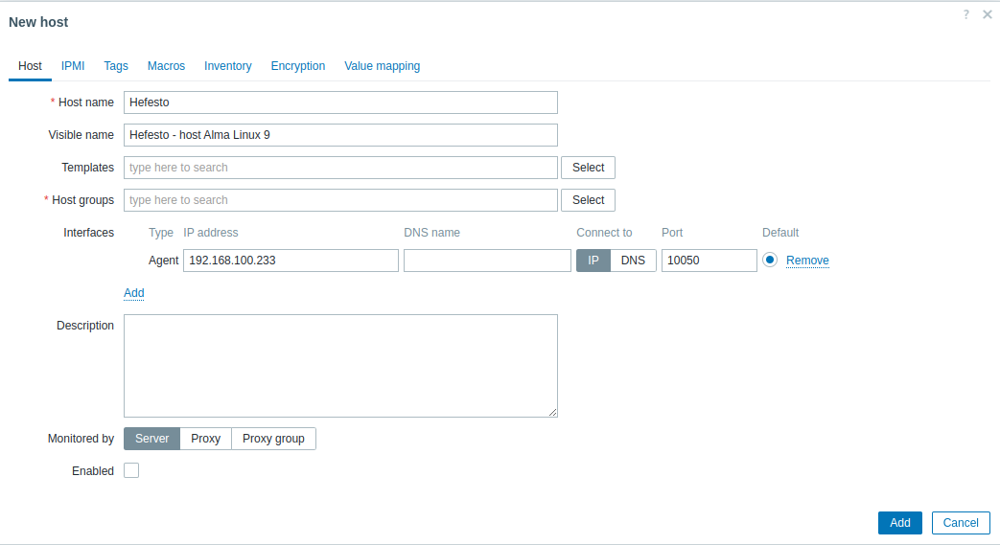 New host
? ×
Host IPMI Tags Macros Inventory Encryption Value mapping
* Host name Hefesto
Visible name Hefesto - host Alma Linux 9
Templates type here to search Select
* Host groups type here to search Select
Interfaces Type IP address DNS name Connect to Port Default
Agent 192.168.100.233 IP DNS 10050 Remove
Add
Description
Monitored by Server Proxy Proxy group
Enabled
Add Cancel